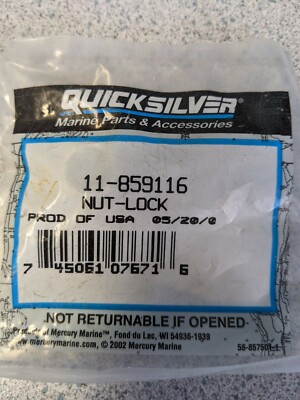 QUICKSILVER®
Marine Parts & Accessories
11-859116
NUT-LOCK
PROD OF USA 05/20/0
7 45061 07671 6
NOT RETURNABLE IF OPENED
of Mercury Marine®, Fond du Lac, WI 54936-1939
www.mercurymarine.com © 2002 Mercury Marine